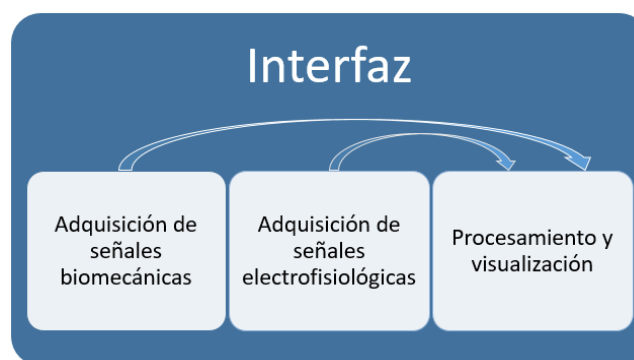 Interfaz
Adquisición de
señales
biomecánicas
Adquisición de
señales
electrofisiológicas
Procesamiento y
visualización